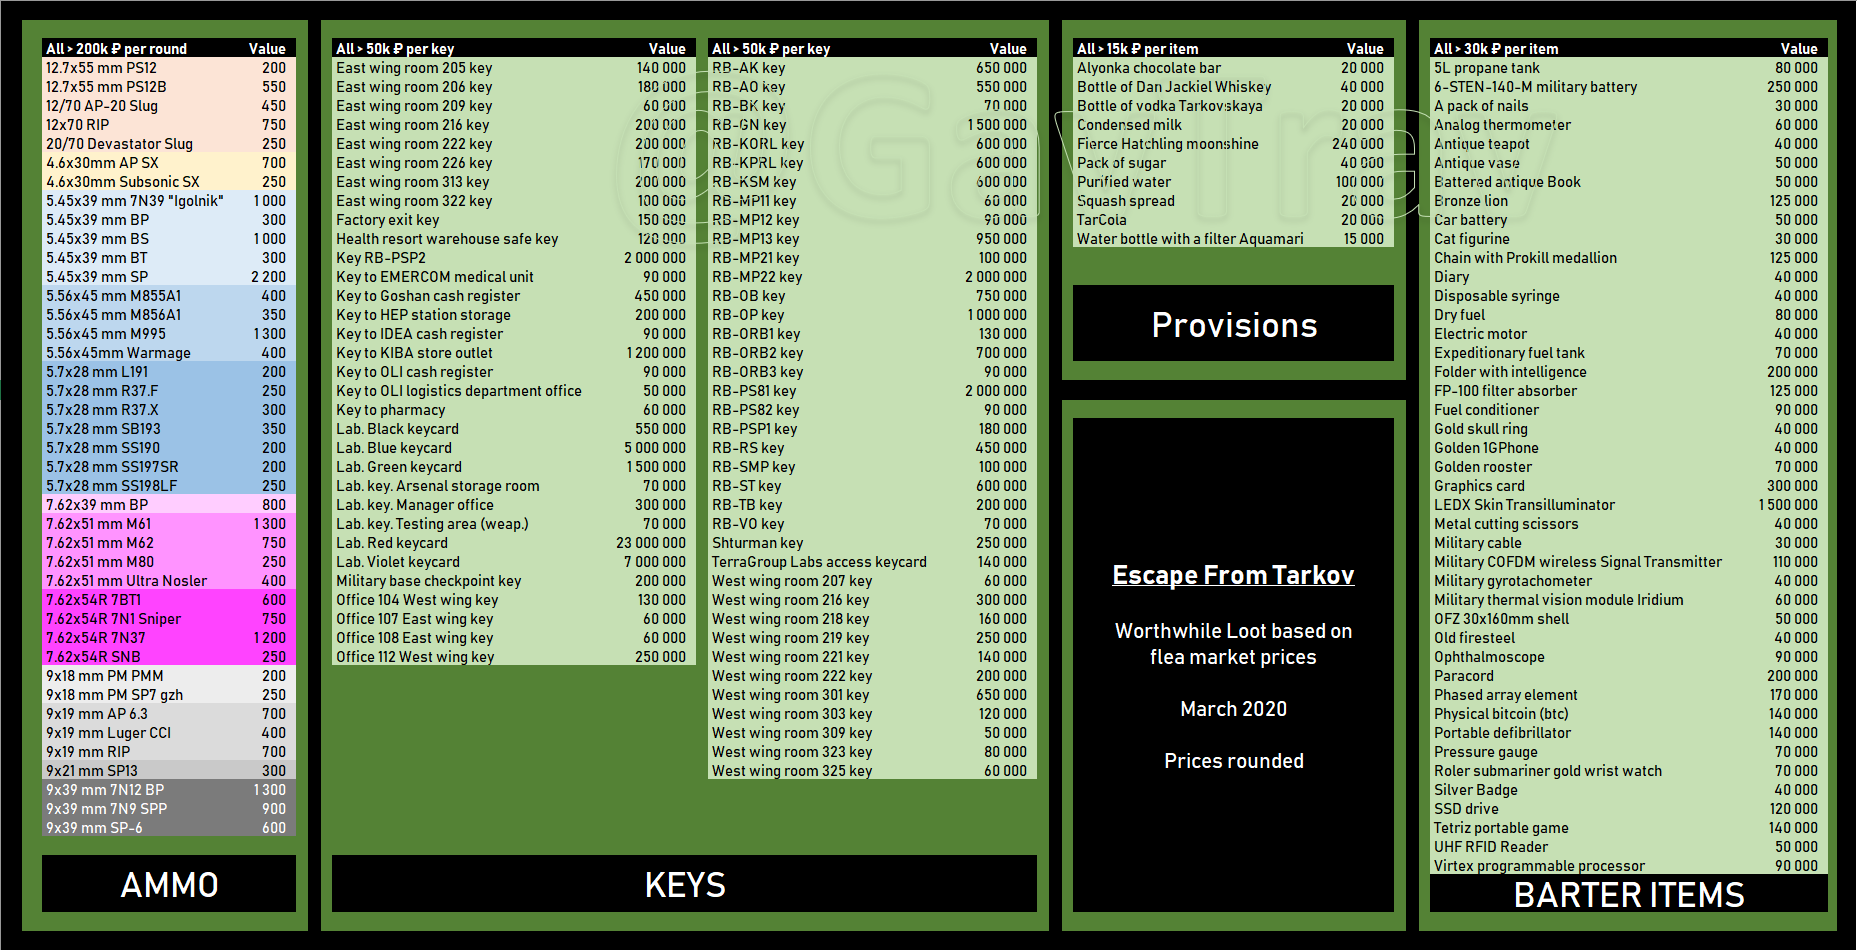 All > 200k ₽ per round Value
12.7x55 mm PS12 200
12.7x55 mm PS12B 550
12/70 AP-20 Slug 450
12x70 RIP 750
20/70 Devastator Slug 250
4.6x30mm AP SX 700
4.6x30mm Subsonic SX 250
5.45x39 mm 7N39 "Igolnik" 1 000
5.45x39 mm BP 300
5.45x39 mm BS 1 000
5.45x39 mm BT 300
5.45x39 mm SP 2 200
5.56x45 mm M855A1 400
5.56x45 mm M856A1 350
5.56x45 mm M995 1 300
5.56x45mm Warmage 400
5.7x28 mm L191 200
5.7x28 mm R37.F 250
5.7x28 mm R37.X 300
5.7x28 mm SB193 350
5.7x28 mm SS190 200
5.7x28 mm SS197SR 200
5.7x28 mm SS198LF 250
7.62x39 mm BP 800
7.62x51 mm M61 1 300
7.62x51 mm M62 750
7.62x51 mm M80 250
7.62x51 mm Ultra Nosler 400
7.62x54R 7BT1 600
7.62x54R 7N1 Sniper 750
7.62x54R 7N37 1 200
7.62x54R SNB 250
9x18 mm PM PMM 200
9x18 mm PM SP7 gzh 250
9x19 mm AP 6.3 700
9x19 mm Luger CCI 400
9x19 mm RIP 700
9x21 mm SP13 300
9x39 mm 7N12 BP 1 300
9x39 mm 7N9 SPP 900
9x39 mm SP-6 600
AMMO
All > 50k ₽ per key Value
East wing room 205 key 140 000
East wing room 206 key 180 000
East wing room 209 key 60 000
East wing room 216 key 200 000
East wing room 222 key 200 000
East wing room 226 key 170 000
East wing room 313 key 200 000
East wing room 322 key 100 000
Factory exit key 150 000
Health resort warehouse safe key 120 000
Key RB-PSP2 2 000 000
Key to EMERCOM medical unit 90 000
Key to Goshan cash register 450 000
Key to HEP station storage 200 000
Key to IDEA cash register 90 000
Key to KIBA store outlet 1 200 000
Key to OLI cash register 90 000
Key to OLI logistics department office 50 000
Key to pharmacy 60 000
Lab. Black keycard 550 000
Lab. Blue keycard 5 000 000
Lab. Green keycard 1 500 000
Lab. key. Arsenal storage room 70 000
Lab. key. Manager office 300 000
Lab. key. Testing area (weap.) 70 000
Lab. Red keycard 23 000 000
Lab. Violet keycard 7 000 000
Military base checkpoint key 200 000
Office 104 West wing key 130 000
Office 107 East wing key 60 000
Office 108 East wing key 60 000
Office 112 West wing key 250 000
All > 50k ₽ per key Value
RB-AK key 650 000
RB-AO key 550 000
RB-BK key 70 000
RB-GN key 1 500 000
RB-KORL key 600 000
RB-KPRL key 600 000
RB-KSM key 600 000
RB-MP11 key 60 000
RB-MP12 key 90 000
RB-MP13 key 950 000
RB-MP21 key 100 000
RB-MP22 key 2 000 000
RB-OB key 750 000
RB-OP key 1 000 000
RB-ORB1 key 130 000
RB-ORB2 key 700 000
RB-ORB3 key 90 000
RB-PS81 key 2 000 000
RB-PS82 key 90 000
RB-PSP1 key 180 000
RB-RS key 450 000
RB-SMP key 100 000
RB-ST key 600 000
RB-TB key 200 000
RB-VO key 70 000
Shturman key 250 000
TerraGroup Labs access keycard 140 000
West wing room 207 key 60 000
West wing room 216 key 300 000
West wing room 218 key 160 000
West wing room 219 key 250 000
West wing room 221 key 140 000
West wing room 222 key 200 000
West wing room 301 key 650 000
West wing room 303 key 120 000
West wing room 309 key 50 000
West wing room 323 key 80 000
West wing room 325 key 60 000
KEYS
All > 15k ₽ per item Value
Alyonka chocolate bar 20 000
Bottle of Dan Jackiel Whiskey 40 000
Bottle of vodka Tarkovskaya 20 000
Condensed milk 20 000
Fierce Hatchling moonshine 240 000
Pack of sugar 40 000
Purified water 100 000
Squash spread 20 000
TarCola 20 000
Water bottle with a filter Aquamari 15 000
Provisions
Escape From Tarkov
Worthwhile Loot based on
flea market prices
March 2020
Prices rounded
All > 30k ₽ per item Value
5L propane tank 80 000
6-STEN-140-M military battery 250 000
A pack of nails 30 000
Analog thermometer 60 000
Antique teapot 40 000
Antique vase 50 000
Battered antique Book 50 000
Bronze lion 125 000
Car battery 50 000
Cat figurine 30 000
Chain with Prokill medallion 125 000
Diary 40 000
Disposable syringe 40 000
Dry fuel 80 000
Electric motor 40 000
Expeditionary fuel tank 70 000
Folder with intelligence 200 000
FP-100 filter absorber 125 000
Fuel conditioner 90 000
Gold skull ring 40 000
Golden 1GPhone 40 000
Golden rooster 70 000
Graphics card 300 000
LEDX Skin Transilluminator 1 500 000
Metal cutting scissors 40 000
Military cable 30 000
Military COFDM wireless Signal Transmitter 110 000
Military gyrotachometer 40 000
Military thermal vision module Iridium 60 000
OFZ 30x160mm shell 50 000
Old firesteel 40 000
Ophthalmoscope 90 000
Paracord 200 000
Phased array element 170 000
Physical bitcoin (btc) 140 000
Portable defibrillator 140 000
Pressure gauge 70 000
Roler submariner gold wrist watch 70 000
Silver Badge 40 000
SSD drive 120 000
Tetriz portable game 140 000
UHF RFID Reader 50 000
Virtex programmable processor 90 000
BARTER ITEMS